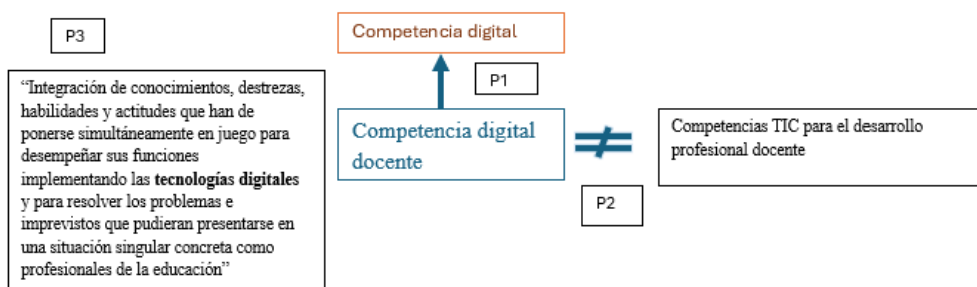 P3
Competencia digital
P1
“Integración de conocimientos, destrezas,
habilidades y actitudes que han de
ponerse simultáneamente en juego para
desempeñar sus funciones
implementando las tecnologías digitales
y para resolver los problemas e
imprevistos que pudieran presentarse en
una situación singular concreta como
profesionales de la educación”
Competencia digital
docente
Competencias TIC para el desarrollo
profesional docente
P2